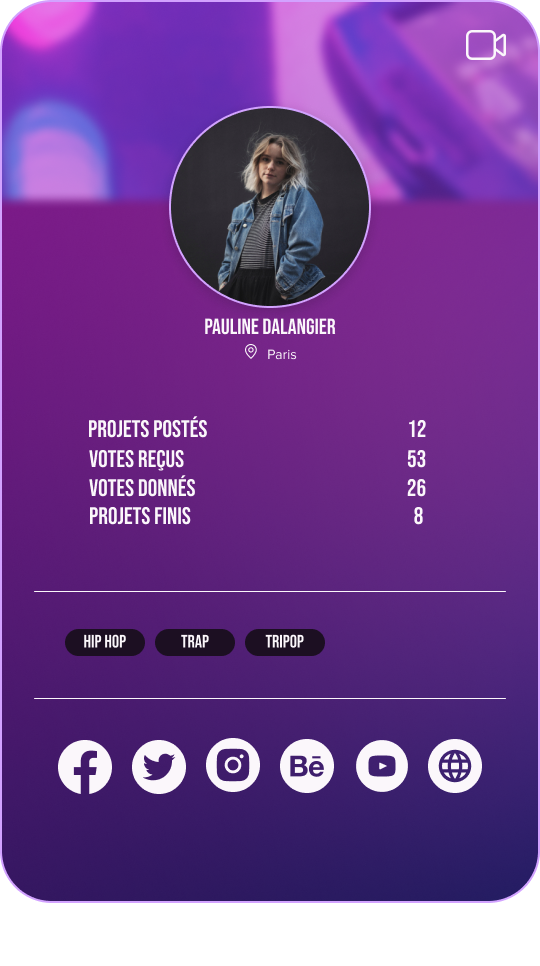 PAULINE DALANGIER
Paris
PROJETS POSTÉS 12
VOTES REÇUS 53
VOTES DONNÉS 26
PROJETS FINIS 8
HIP HOP TRAP TRIPOP
Bē